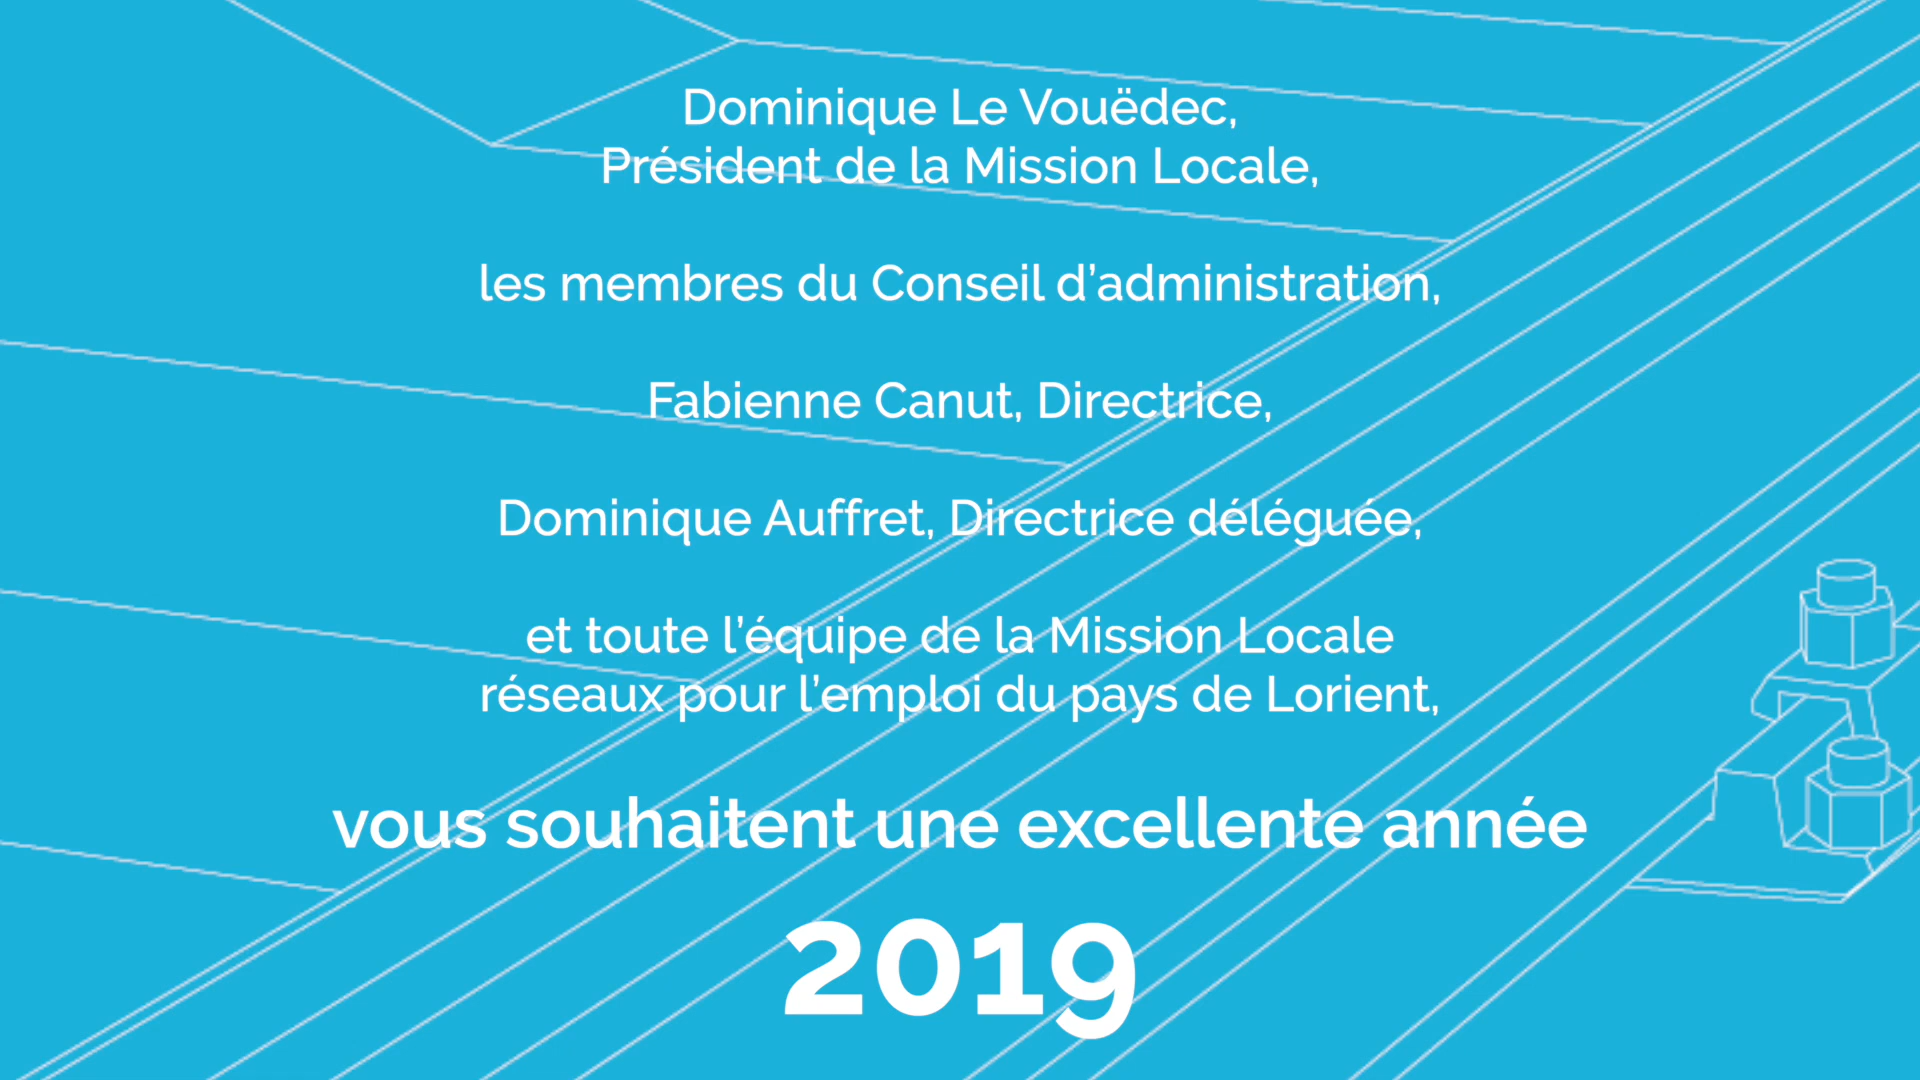 Dominique Le Vouëdec,
Président de la Mission Locale,
les membres du Conseil d’administration,
Fabienne Canut, Directrice,
Dominique Auffret, Directrice déléguée,
et toute l’équipe de la Mission Locale
réseaux pour l’emploi du pays de Lorient,
vous souhaitent une excellente année
2019